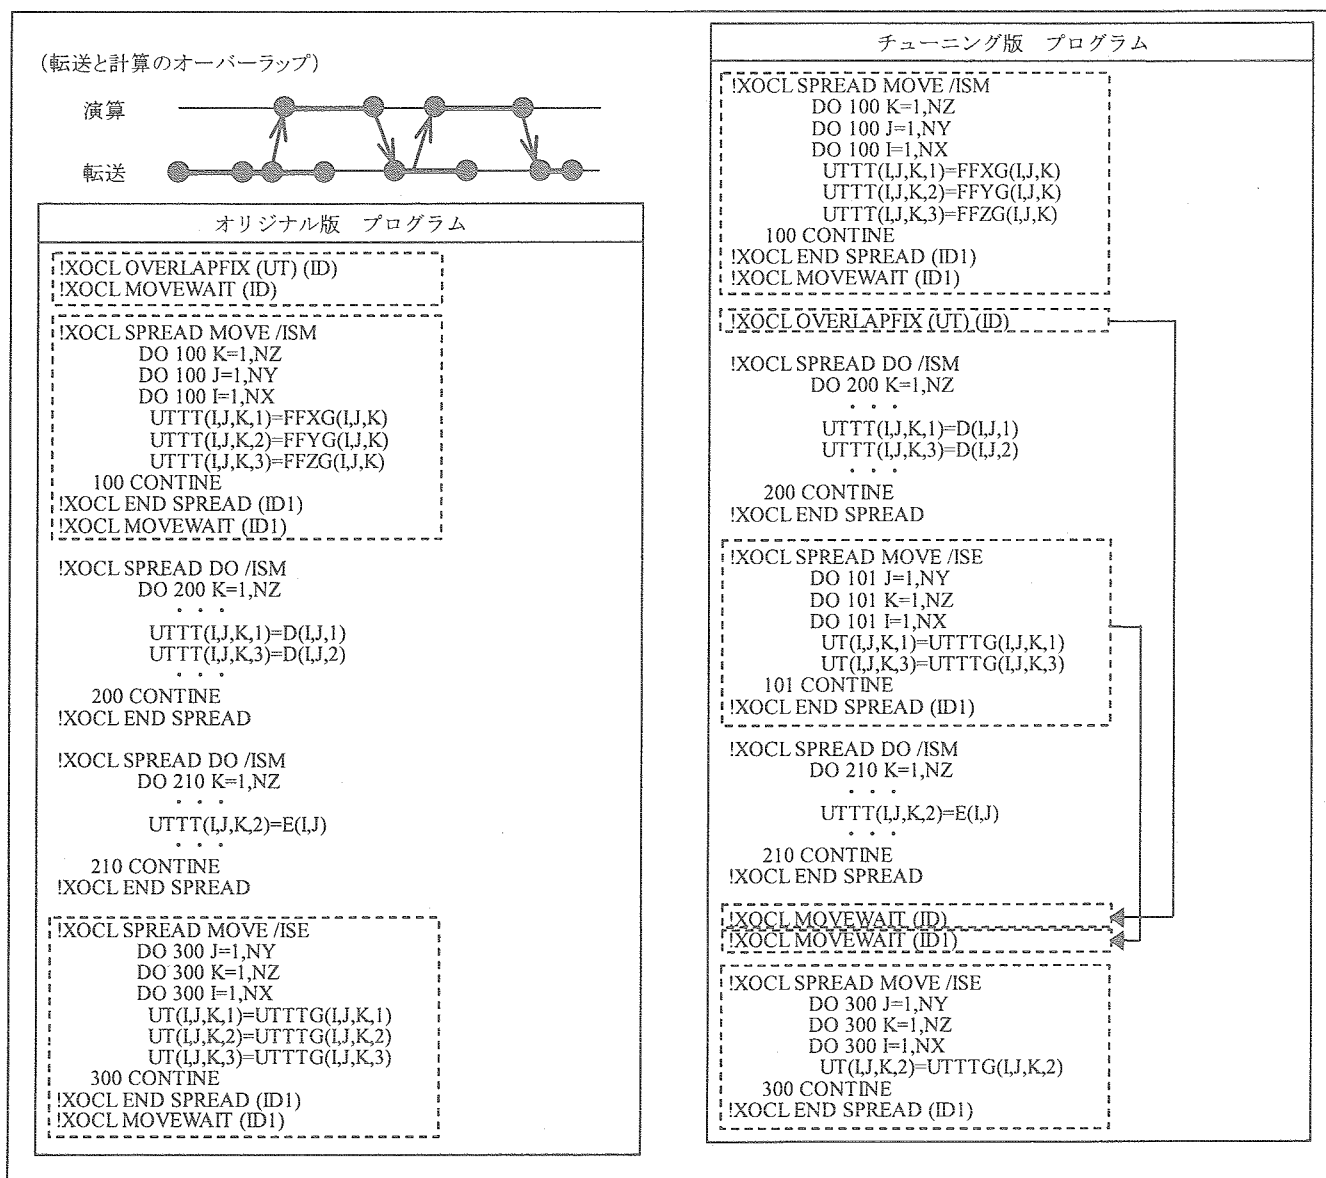 (転送と計算のオーバーラップ)
演算
転送
オリジナル版 プログラム
!XOCL OVERLAPFIX (UT) (ID)
!XOCL MOVEWAIT (ID)
!XOCL SPREAD MOVE /ISM
DO 100 K=1,NZ
DO 100 J=1,NY
DO 100 I=1,NX
UTTT(I,J,K,1)=FFXG(I,J,K)
UTTT(I,J,K,2)=FFYG(I,J,K)
UTTT(I,J,K,3)=FFZG(I,J,K)
100 CONTINE
!XOCL END SPREAD (ID1)
!XOCL MOVEWAIT (ID1)
!XOCL SPREAD DO /ISM
DO 200 K=1,NZ
・・・
UTTT(I,J,K,1)=D(I,J,1)
UTTT(I,J,K,3)=D(I,J,2)
・・・
200 CONTINE
!XOCL END SPREAD
!XOCL SPREAD DO /ISM
DO 210 K=1,NZ
・・・
UTTT(I,J,K,2)=E(I,J)
・・・
210 CONTINE
!XOCL END SPREAD
!XOCL SPREAD MOVE /ISE
DO 300 J=1,NY
DO 300 K=1,NZ
DO 300 I=1,NX
UT(I,J,K,1)=UTTTG(I,J,K,1)
UT(I,J,K,2)=UTTTG(I,J,K,2)
UT(I,J,K,3)=UTTTG(I,J,K,3)
300 CONTINE
!XOCL END SPREAD (ID1)
!XOCL MOVEWAIT (ID1)
チューニング版 プログラム
!XOCL SPREAD MOVE /ISM
DO 100 K=1,NZ
DO 100 J=1,NY
DO 100 I=1,NX
UTTT(I,J,K,1)=FFXG(I,J,K)
UTTT(I,J,K,2)=FFYG(I,J,K)
UTTT(I,J,K,3)=FFZG(I,J,K)
100 CONTINE
!XOCL END SPREAD (ID1)
!XOCL MOVEWAIT (ID1)
!XOCL OVERLAPFIX (UT) (ID)
!XOCL SPREAD DO /ISM
DO 200 K=1,NZ
・・・
UTTT(I,J,K,1)=D(I,J,1)
UTTT(I,J,K,3)=D(I,J,2)
・・・
200 CONTINE
!XOCL END SPREAD
!XOCL SPREAD MOVE /ISE
DO 101 J=1,NY
DO 101 K=1,NZ
DO 101 I=1,NX
UT(I,J,K,1)=UTTTG(I,J,K,1)
UT(I,J,K,3)=UTTTG(I,J,K,3)
101 CONTINE
!XOCL END SPREAD (ID1)
!XOCL SPREAD DO /ISM
DO 210 K=1,NZ
・・・
UTTT(I,J,K,2)=E(I,J)
・・・
210 CONTINE
!XOCL END SPREAD
!XOCL MOVEWAIT (ID)
!XOCL MOVEWAIT (ID1)
!XOCL SPREAD MOVE /ISE
DO 300 J=1,NY
DO 300 K=1,NZ
DO 300 I=1,NX
UT(I,J,K,2)=UTTTG(I,J,K,2)
300 CONTINE
!XOCL END SPREAD (ID1)